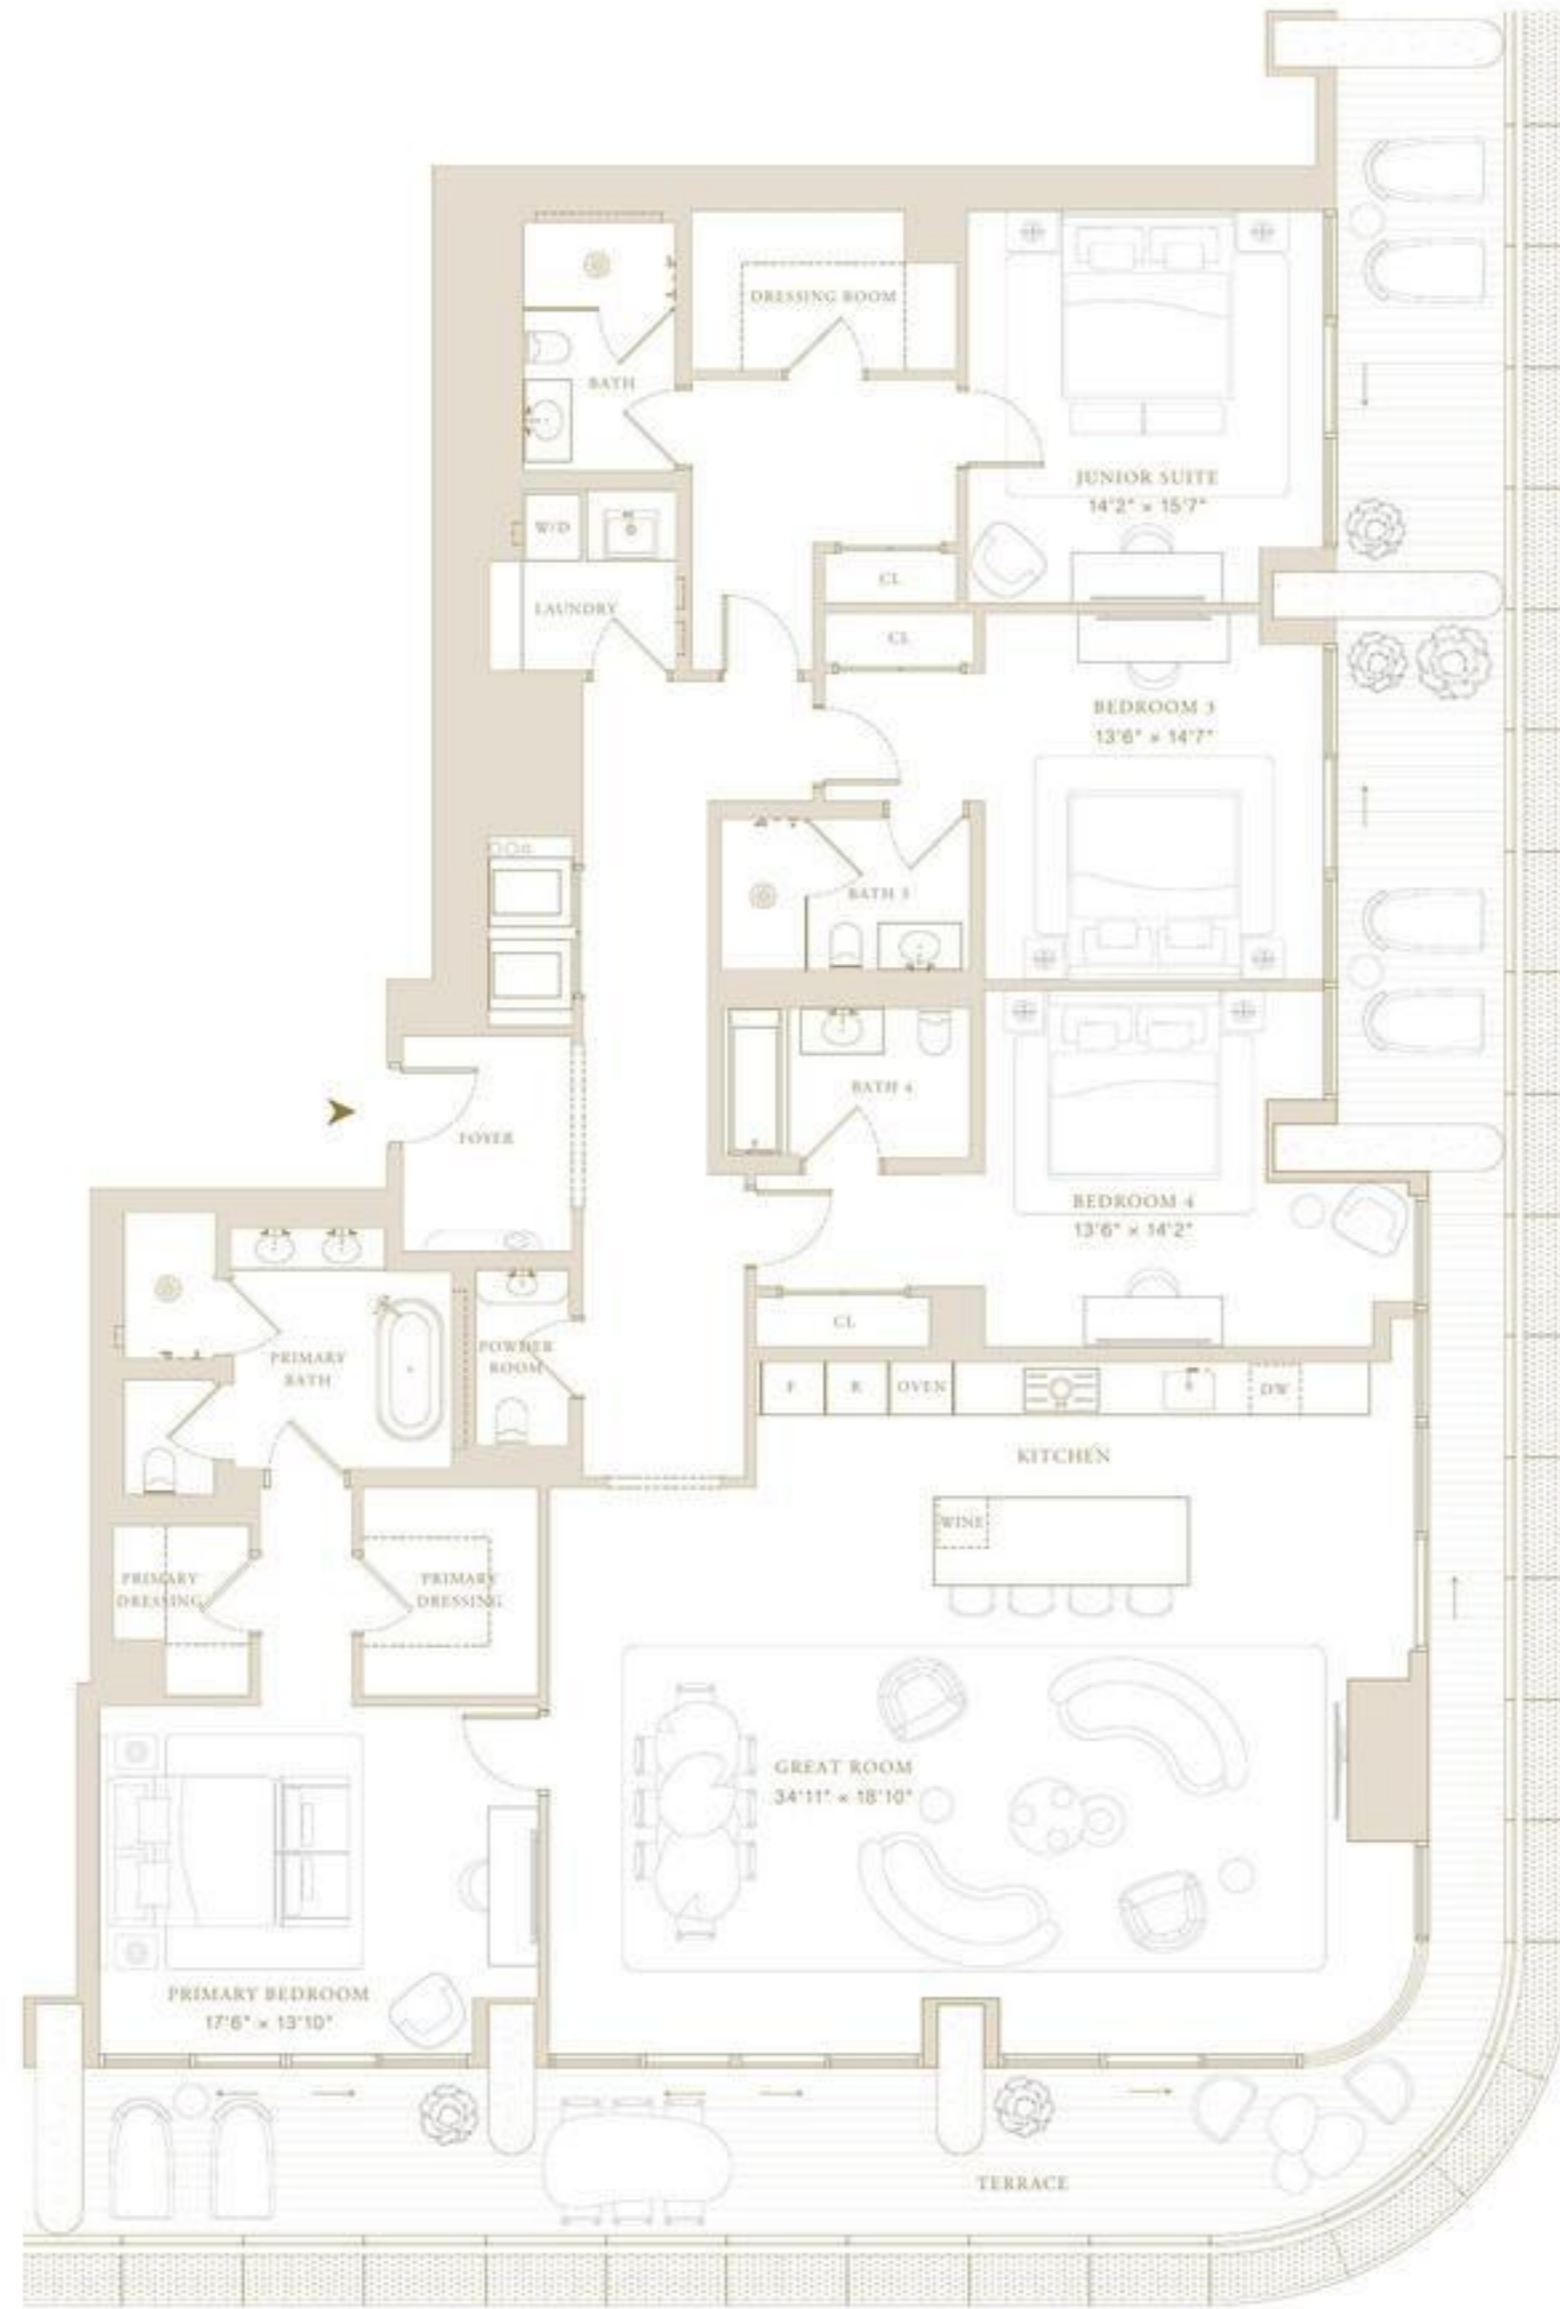 DRESSING ROOM
BATH
JUNIOR SUITE
14'2" × 15'7"
W/D
CL
LAUNDRY
CL
BEDROOM 3
13'6" × 14'7"
BATH 3
BATH 4
FOYER
BEDROOM 4
13'6" × 14'2"
CL
POWDER
ROOM
PRIMARY
BATH
F
R
OVEN
DW
KITCHEN
WINE
PRIMARY
DRESSING
PRIMARY
DRESSING
GREAT ROOM
34'11" × 18'10"
PRIMARY BEDROOM
17'6" × 13'10"
TERRACE